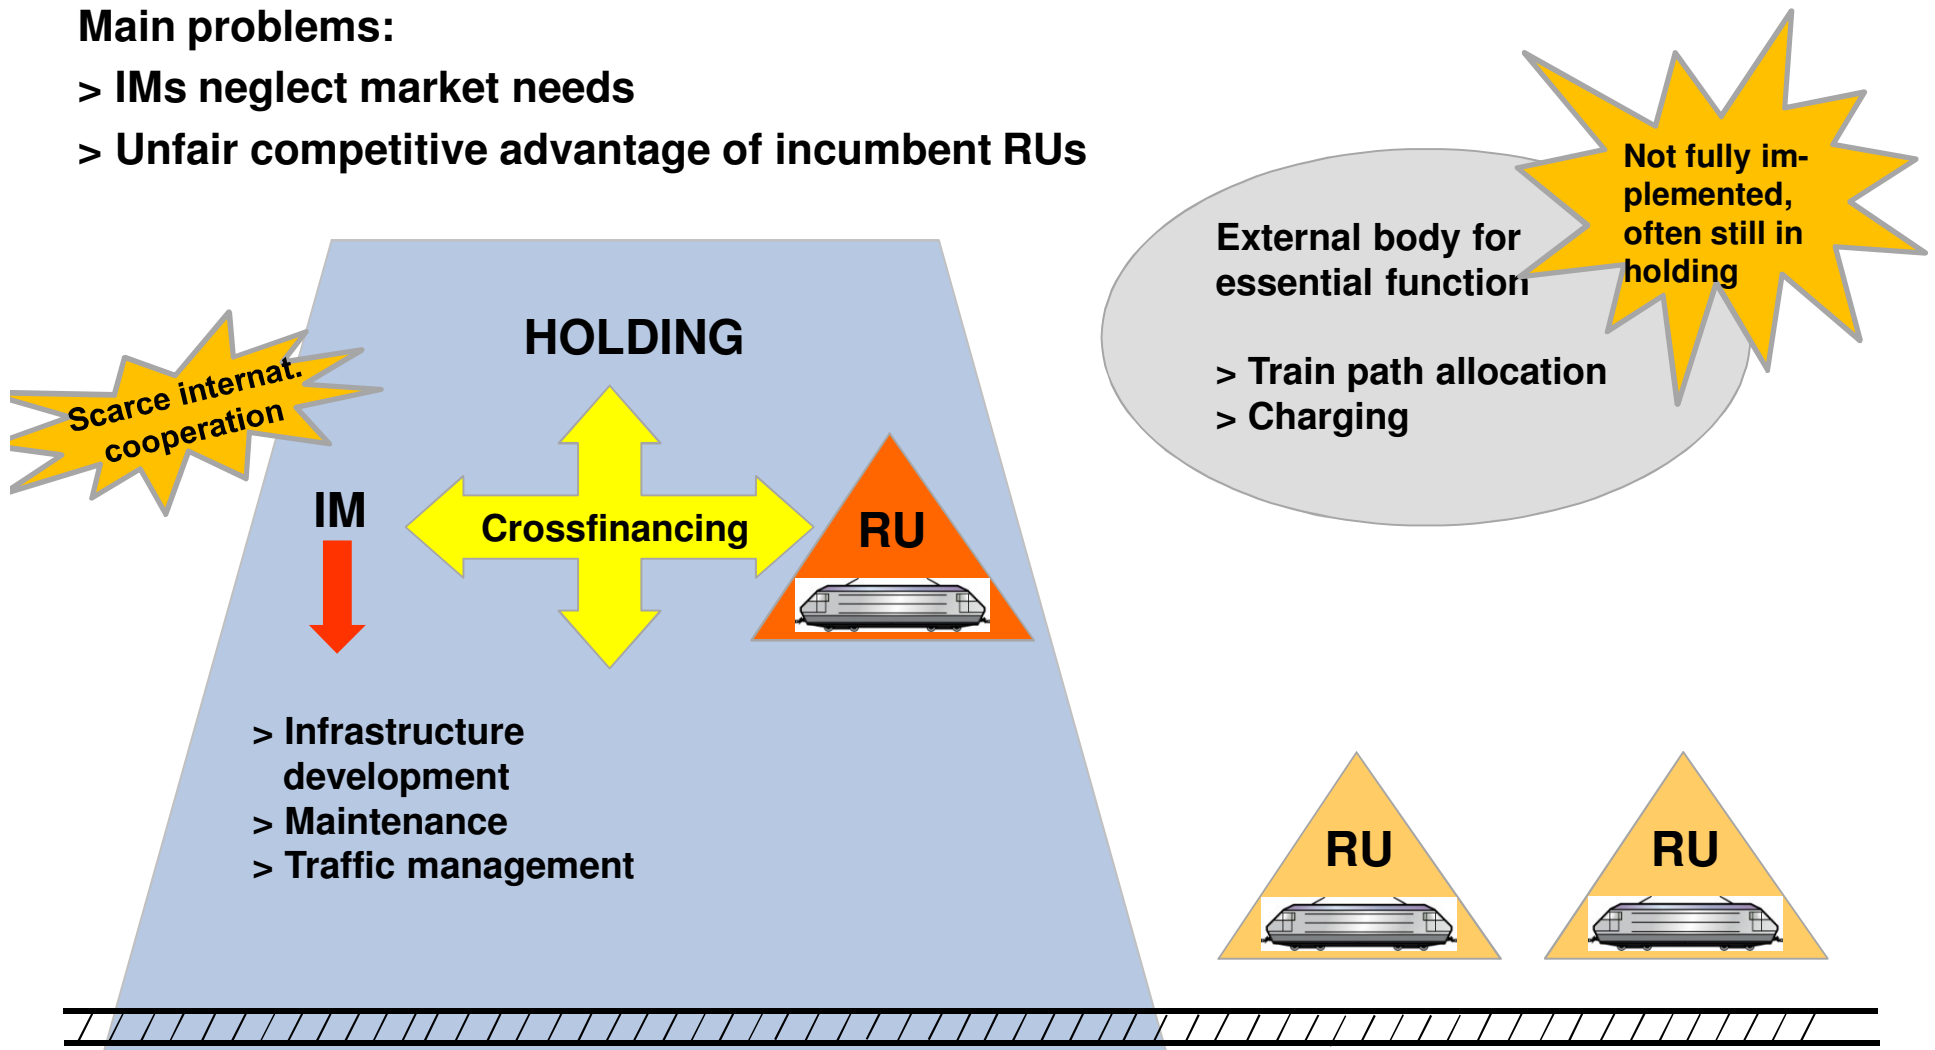 Main problems:
> IMs neglect market needs
> Unfair competitive advantage of incumbent RUs
Not fully im-
plemented,
often still in
holding
External body for
essential function
> Train path allocation
> Charging
HOLDING
Scarce internat.
cooperation
IM
Crossfinancing
RU
> Infrastructure
development
> Maintenance
> Traffic management
RU
RU